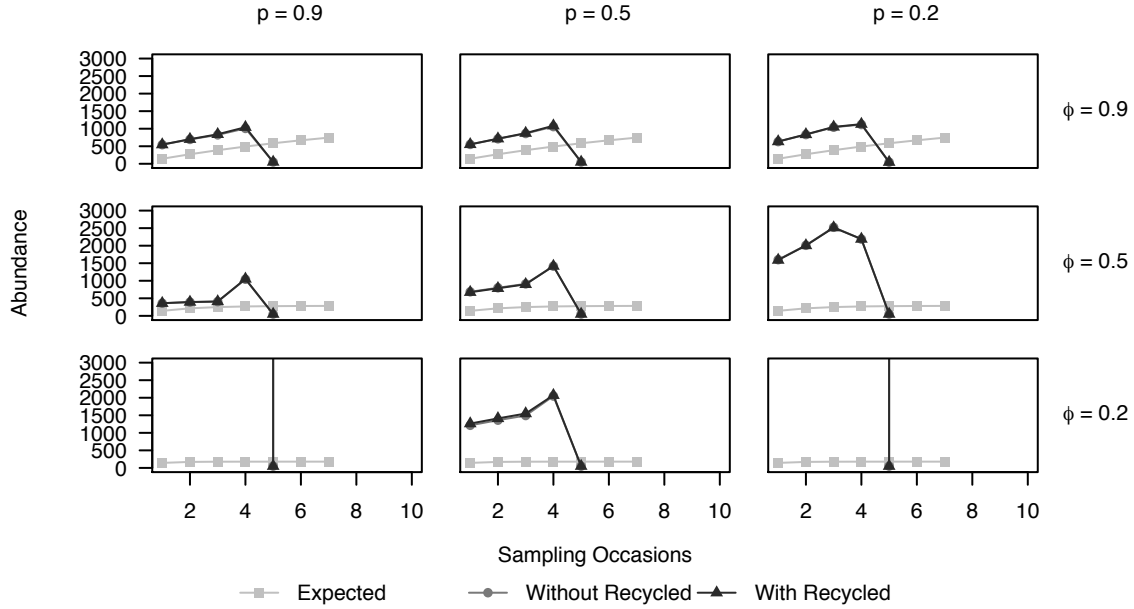 p = 0.9 p = 0.5 p = 0.2
3000
2500
2000
1500
1000
500
0
ϕ = 0.9
3000
2500
2000
1500
1000
500
0
ϕ = 0.5
3000
2500
2000
1500
1000
500
0
ϕ = 0.2
Abundance
2 4 6 8 10 2 4 6 8 10 2 4 6 8 10
Sampling Occasions
Expected Without Recycled With Recycled